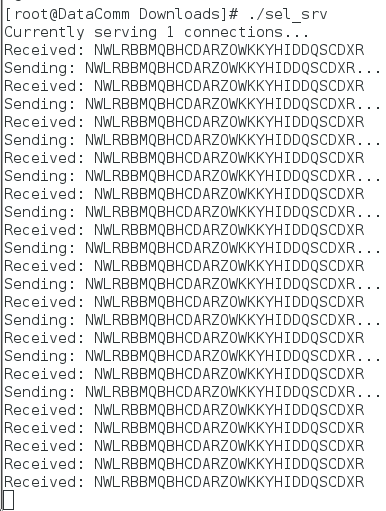 [root@DataComm Downloads]# ./sel_srv
Currently serving 1 connections...
Received: NWLRBBMQBHCDARZOWKKYHIDDQSCDXR
Sending: NWLRBBMQBHCDARZOWKKYHIDDQSCDXR...
Received: NWLRBBMQBHCDARZOWKKYHIDDQSCDXR
Sending: NWLRBBMQBHCDARZOWKKYHIDDQSCDXR...
Received: NWLRBBMQBHCDARZOWKKYHIDDQSCDXR
Sending: NWLRBBMQBHCDARZOWKKYHIDDQSCDXR...
Received: NWLRBBMQBHCDARZOWKKYHIDDQSCDXR
Sending: NWLRBBMQBHCDARZOWKKYHIDDQSCDXR...
Received: NWLRBBMQBHCDARZOWKKYHIDDQSCDXR
Sending: NWLRBBMQBHCDARZOWKKYHIDDQSCDXR...
Received: NWLRBBMQBHCDARZOWKKYHIDDQSCDXR
Sending: NWLRBBMQBHCDARZOWKKYHIDDQSCDXR...
Received: NWLRBBMQBHCDARZOWKKYHIDDQSCDXR
Sending: NWLRBBMQBHCDARZOWKKYHIDDQSCDXR...
Received: NWLRBBMQBHCDARZOWKKYHIDDQSCDXR
Sending: NWLRBBMQBHCDARZOWKKYHIDDQSCDXR...
Received: NWLRBBMQBHCDARZOWKKYHIDDQSCDXR
Sending: NWLRBBMQBHCDARZOWKKYHIDDQSCDXR...
Received: NWLRBBMQBHCDARZOWKKYHIDDQSCDXR
Sending: NWLRBBMQBHCDARZOWKKYHIDDQSCDXR...
Received: NWLRBBMQBHCDARZOWKKYHIDDQSCDXR
Received: NWLRBBMQBHCDARZOWKKYHIDDQSCDXR
Received: NWLRBBMQBHCDARZOWKKYHIDDQSCDXR
Received: NWLRBBMQBHCDARZOWKKYHIDDQSCDXR
Received: NWLRBBMQBHCDARZOWKKYHIDDQSCDXR